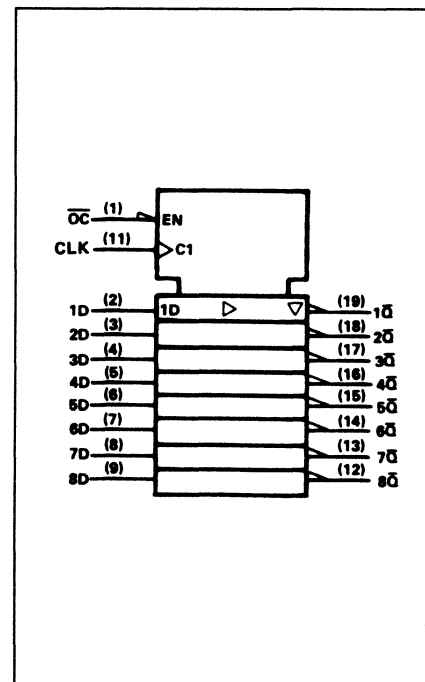 O̅C̅ (1) EN
CLK (11) C1
1D (2) 1D (19) 1Q̅
2D (3) (18) 2Q̅
3D (4) (17) 3Q̅
4D (5) (16) 4Q̅
5D (6) (15) 5Q̅
6D (7) (14) 6Q̅
7D (8) (13) 7Q̅
8D (9) (12) 8Q̅